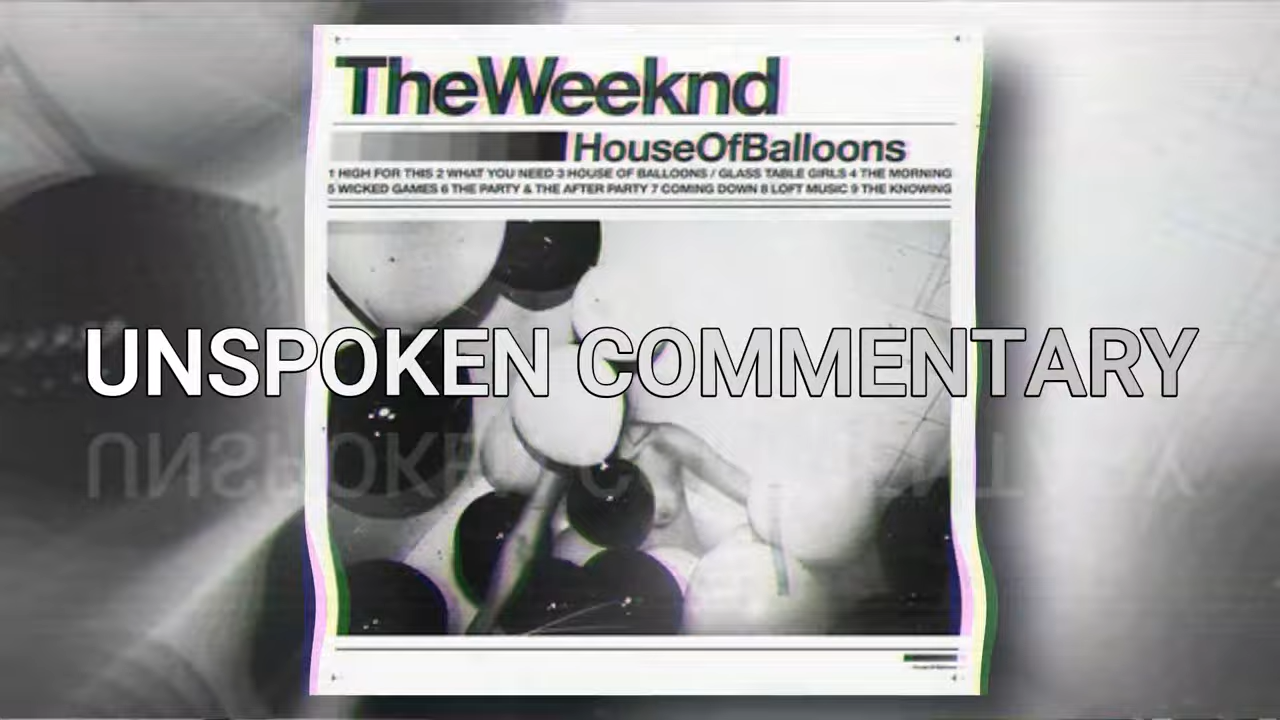 TheWeeknd
HouseOfBalloons
1 HIGH FOR THIS 2 WHAT YOU NEED 3 HOUSE OF BALLOONS / GLASS TABLE GIRLS 4 THE MORNING
5 WICKED GAMES 6 THE PARTY & THE AFTER PARTY 7 COMING DOWN 8 LOFT MUSIC 9 THE KNOWING
UNSPOKEN COMMENTARY